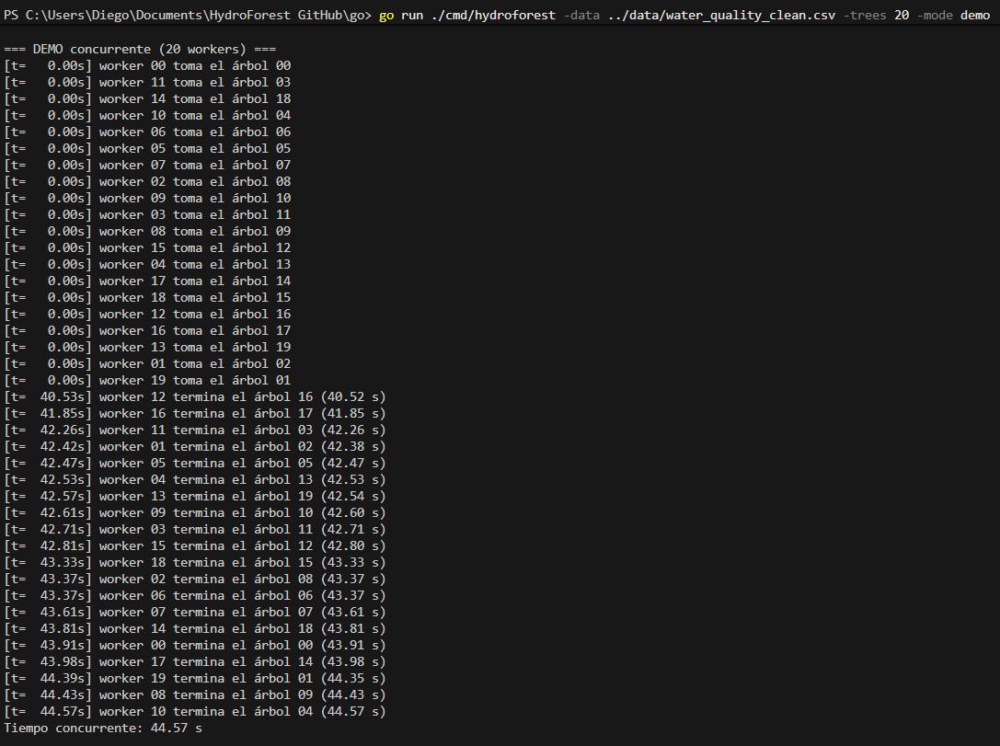 PS C:\Users\Diego\Documents\HydroForest GitHub\go> go run ./cmd/hydroforest -data ../data/water_quality_clean.csv -trees 20 -mode demo
=== DEMO concurrente (20 workers) ===
[t=   0.00s] worker 00 toma el árbol 00
[t=   0.00s] worker 11 toma el árbol 03
[t=   0.00s] worker 14 toma el árbol 18
[t=   0.00s] worker 10 toma el árbol 04
[t=   0.00s] worker 06 toma el árbol 06
[t=   0.00s] worker 05 toma el árbol 05
[t=   0.00s] worker 07 toma el árbol 07
[t=   0.00s] worker 02 toma el árbol 08
[t=   0.00s] worker 09 toma el árbol 10
[t=   0.00s] worker 03 toma el árbol 11
[t=   0.00s] worker 08 toma el árbol 09
[t=   0.00s] worker 15 toma el árbol 12
[t=   0.00s] worker 04 toma el árbol 13
[t=   0.00s] worker 17 toma el árbol 14
[t=   0.00s] worker 18 toma el árbol 15
[t=   0.00s] worker 12 toma el árbol 16
[t=   0.00s] worker 16 toma el árbol 17
[t=   0.00s] worker 13 toma el árbol 19
[t=   0.00s] worker 01 toma el árbol 02
[t=   0.00s] worker 19 toma el árbol 01
[t=  40.53s] worker 12 termina el árbol 16 (40.52 s)
[t=  41.85s] worker 16 termina el árbol 17 (41.85 s)
[t=  42.26s] worker 11 termina el árbol 03 (42.26 s)
[t=  42.42s] worker 01 termina el árbol 02 (42.38 s)
[t=  42.47s] worker 05 termina el árbol 05 (42.47 s)
[t=  42.53s] worker 04 termina el árbol 13 (42.53 s)
[t=  42.57s] worker 13 termina el árbol 19 (42.54 s)
[t=  42.61s] worker 09 termina el árbol 10 (42.60 s)
[t=  42.71s] worker 03 termina el árbol 11 (42.71 s)
[t=  42.81s] worker 15 termina el árbol 12 (42.80 s)
[t=  43.33s] worker 18 termina el árbol 15 (43.33 s)
[t=  43.37s] worker 02 termina el árbol 08 (43.37 s)
[t=  43.37s] worker 06 termina el árbol 06 (43.37 s)
[t=  43.61s] worker 07 termina el árbol 07 (43.61 s)
[t=  43.81s] worker 14 termina el árbol 18 (43.81 s)
[t=  43.91s] worker 00 termina el árbol 00 (43.91 s)
[t=  43.98s] worker 17 termina el árbol 14 (43.98 s)
[t=  44.39s] worker 19 termina el árbol 01 (44.35 s)
[t=  44.43s] worker 08 termina el árbol 09 (44.43 s)
[t=  44.57s] worker 10 termina el árbol 04 (44.57 s)
Tiempo concurrente: 44.57 s